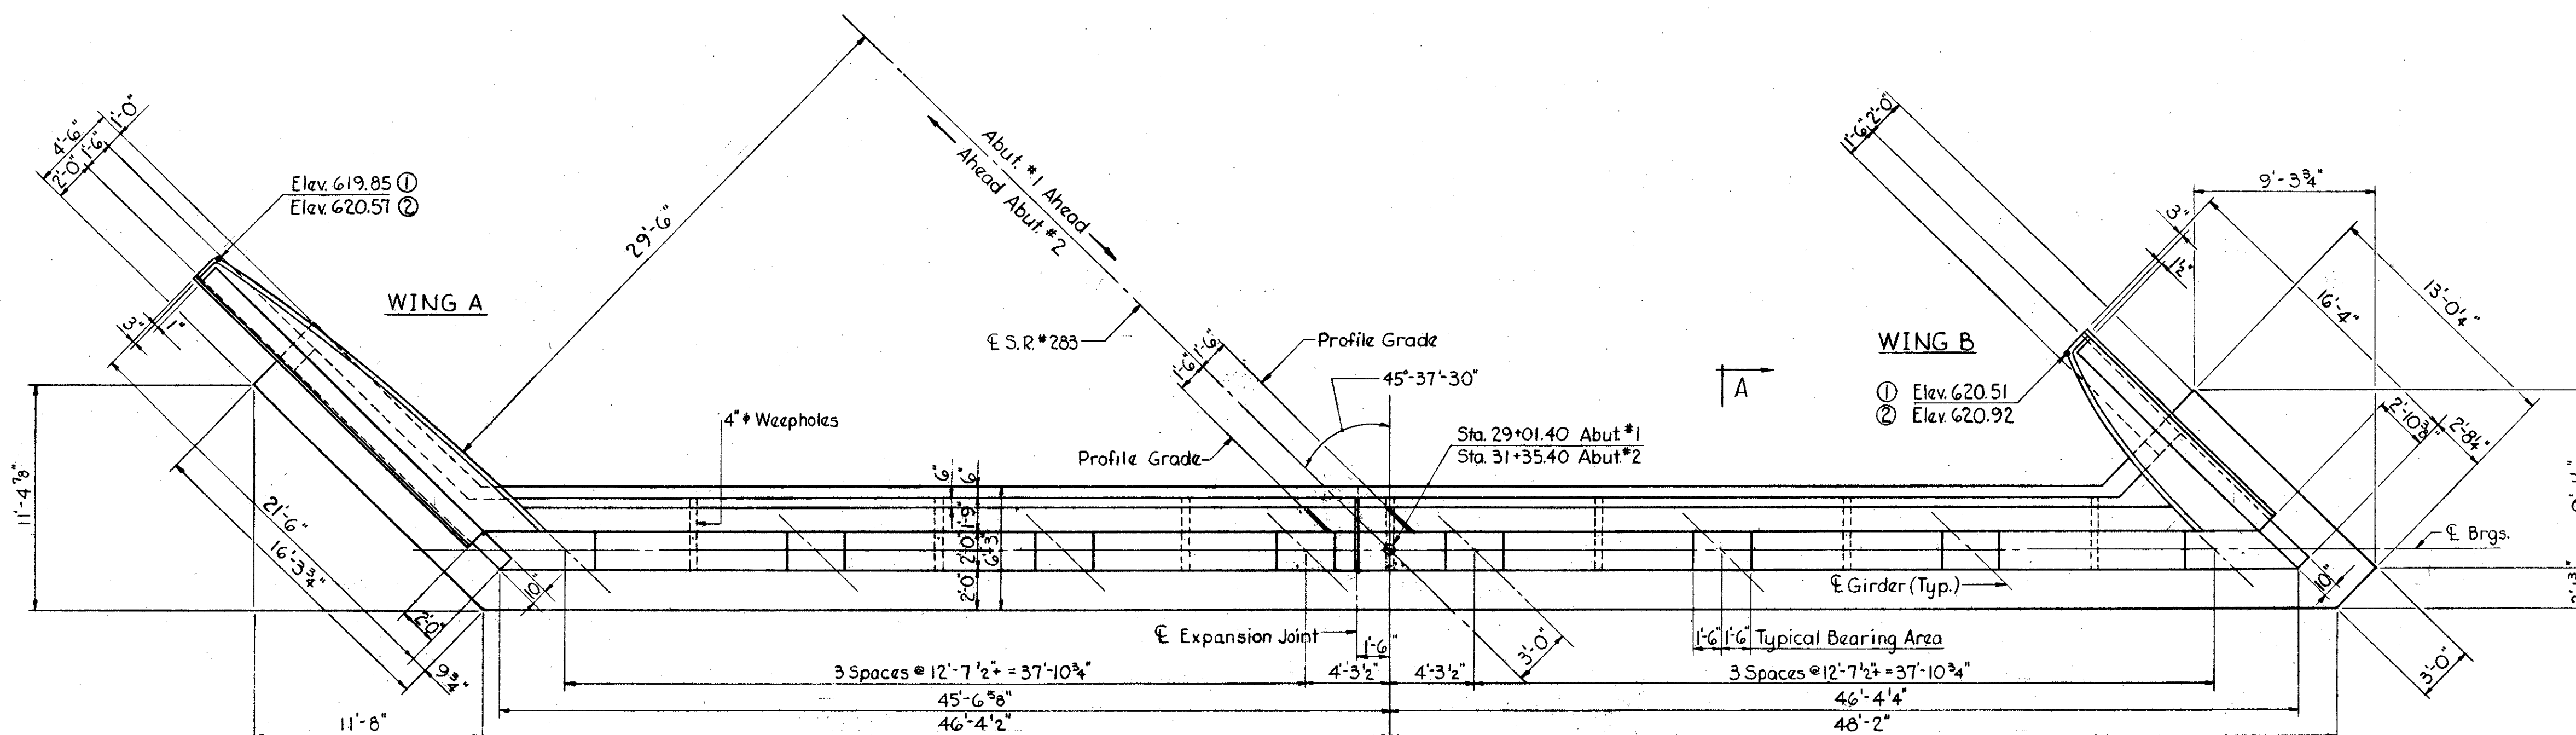 4'-6"
1'-0"
1'-6"
2'-0"
Elev. 619.85 ①
Elev. 620.57 ②
WING A
3"
1"
29'-6"
Abut. #1 Ahead
Ahead Abut. #2
℄ S.R. #283
1'-6"
1'-6"
Profile Grade
45°-37'-30"
Profile Grade
Sta. 29+01.40 Abut. #1
Sta. 31+35.40 Abut. #2
4" φ Weepholes
A
1'-6"
2'-0"
9'-3¾"
3"
1½"
16'-4"
13'-0¼"
WING B
① Elev. 620.51
② Elev. 620.92
2'-10⅜"
2'-8¼"
11'-4⅞"
6"
6"
1'-9"
2'-0"
2'-0"
6'-3"
℄ Brgs.
21'-6"
16'-3¾"
10"
2'-0"
9¾"
10"
℄ Girder (Typ.)
℄ Expansion Joint
1'-6"
3'-0"
1'-6" 1'-6" Typical Bearing Area
3'-0"
3 Spaces @ 12'-7½"+ = 37'-10¾"
4'-3½"
4'-3½"
3 Spaces @ 12'-7½"+ = 37'-10¾"
45'-6⅝"
46'-4¼"
11'-8"
46'-4½"
48'-2"